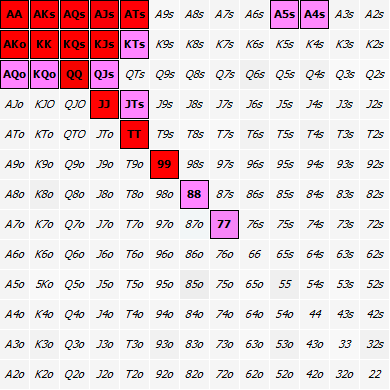 AA AKs AQs AJs ATs A9s A8s A7s A6s A5s A4s A3s A2s
AKo KK KQs KJs KTs K9s K8s K7s K6s K5s K4s K3s K2s
AQo KQo QQ QJs QTs Q9s Q8s Q7s Q6s Q5s Q4s Q3s Q2s
AJo KJO QJO JJ JTs J9s J8s J7s J6s J5s J4s J3s J2s
ATo KTo QTO JTo TT T9s T8s T7s T6s T5s T4s T3s T2s
A9o K9o Q9o J9o T9o 99 98s 97s 96s 95s 94s 93s 92s
A8o K8o Q8o J8o T8o 98o 88 87s 86s 85s 84s 83s 82s
A7o K7o Q7o J7o T7o 97o 87o 77 76s 75s 74s 73s 72s
A6o K6o Q6o J6o T6o 96o 86o 76o 66 65s 64s 63s 62s
A5o 5Ko Q5o J5o T5o 95o 85o 75o 65o 55 54s 53s 52s
A4o K4o Q4o J4o T4o 94o 84o 74o 64o 54o 44 43s 42s
A3o K3o Q3o J3o T3o 93o 83o 73o 63o 53o 43o 33 32s
A2o K2o Q2o J2o T2o 92o 82o 72o 62o 52o 42o 32o 22